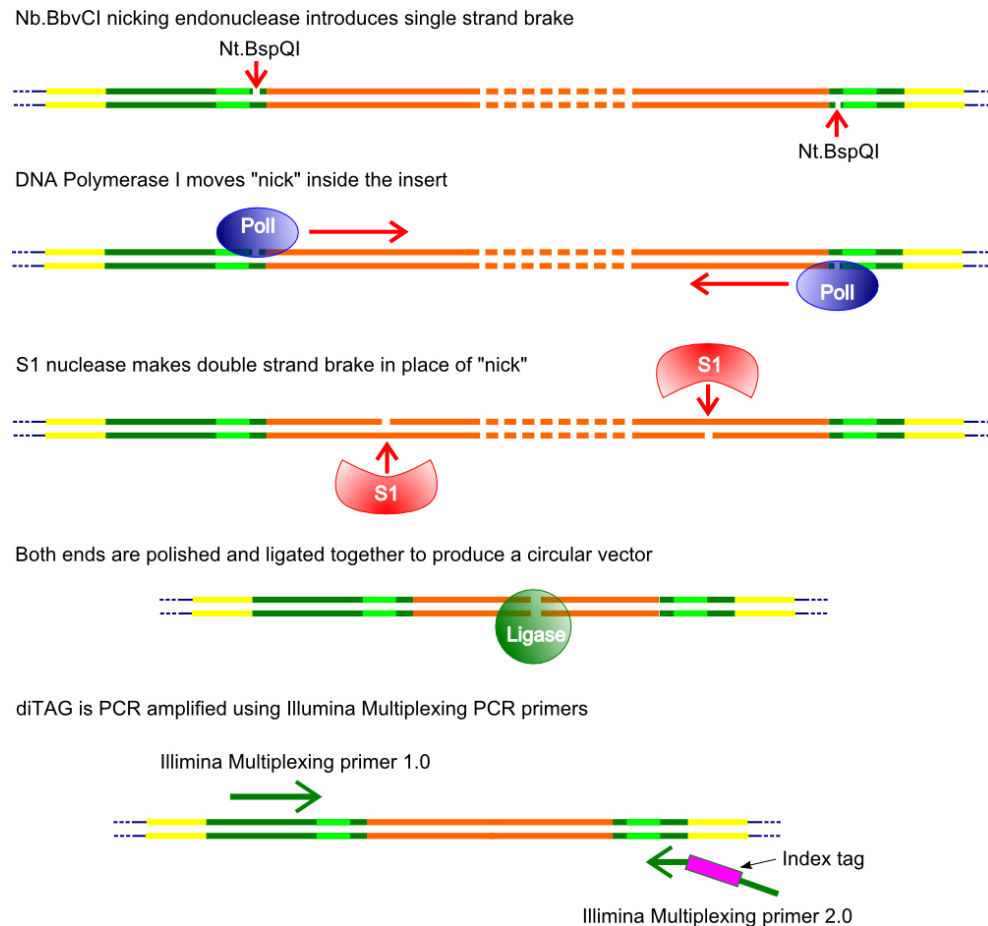 Nb.BbvCI nicking endonuclease introduces single strand brake
Nt.BspQI
Nt.BspQI
DNA Polymerase I moves "nick" inside the insert
PolI
PolI
S1 nuclease makes double strand brake in place of "nick"
S1
S1
Both ends are polished and ligated together to produce a circular vector
Ligase
diTAG is PCR amplified using Illumina Multiplexing PCR primers
Illimina Multiplexing primer 1.0
Index tag
Illimina Multiplexing primer 2.0